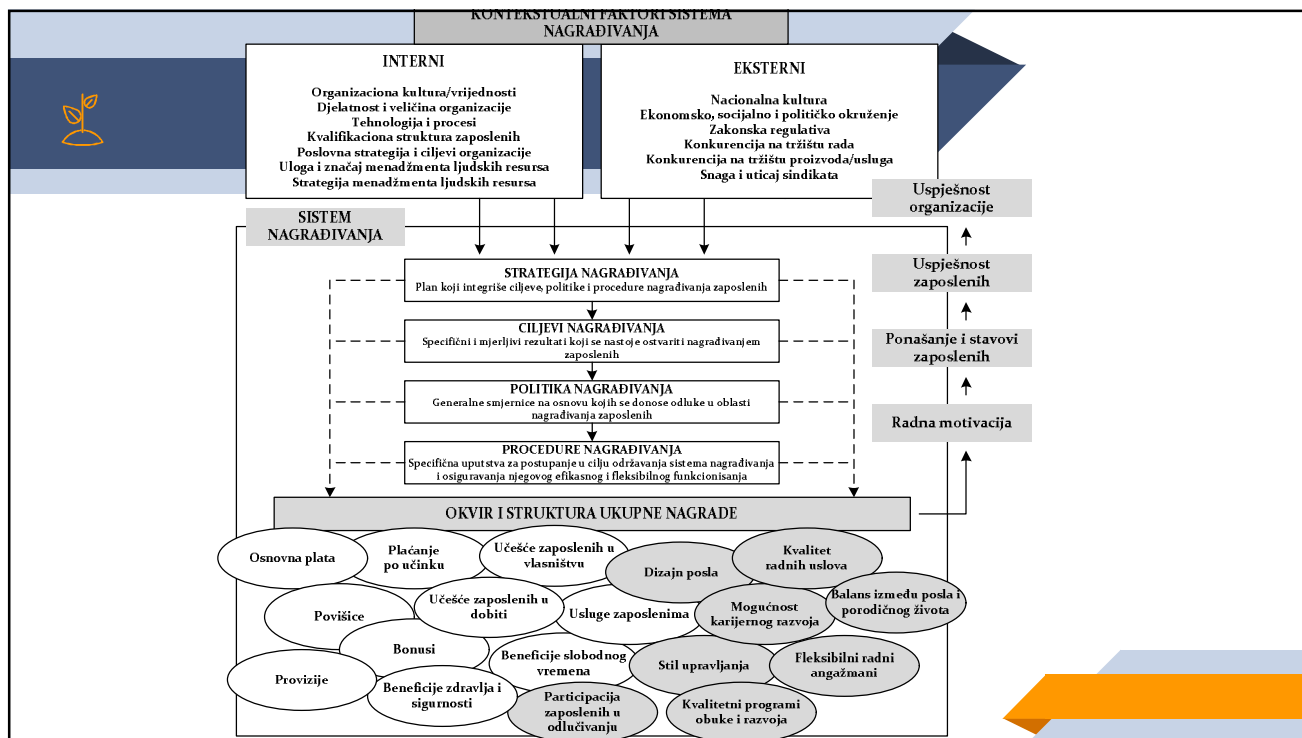 KONTEKSTUALNI FAKTORI SISTEMA
NAGRAĐIVANJA
INTERNI
Organizaciona kultura/vrijednosti
Djelatnost i veličina organizacije
Tehnologija i procesi
Kvalifikaciona struktura zaposlenih
Poslovna strategija i ciljevi organizacije
Uloga i značaj menadžmenta ljudskih resursa
Strategija menadžmenta ljudskih resursa
EKSTERNI
Nacionalna kultura
Ekonomsko, socijalno i političko okruženje
Zakonska regulativa
Konkurencija na tržištu rada
Konkurencija na tržištu proizvoda/usluga
Snaga i uticaj sindikata
SISTEM
NAGRAĐIVANJA
STRATEGIJA NAGRAĐIVANJA
Plan koji integriše ciljeve, politike i procedure nagrađivanja zaposlenih
CILJEVI NAGRAĐIVANJA
Specifični i mjerljivi rezultati koji se nastoje ostvariti nagrađivanjem
zaposlenih
POLITIKA NAGRAĐIVANJA
Generalne smjernice na osnovu kojih se donose odluke u oblasti
nagrađivanja zaposlenih
PROCEDURE NAGRAĐIVANJA
Specifična uputstva za postupanje u cilju održavanja sistema nagrađivanja
i osiguravanja njegovog efikasnog i fleksibilnog funkcionisanja
Uspješnost
organizacije
Uspješnost
zaposlenih
Ponašanje i stavovi
zaposlenih
Radna motivacija
OKVIR I STRUKTURA UKUPNE NAGRADE
Osnovna plata
Plaćanje
po učinku
Učešće zaposlenih u
vlasništvu
Dizajn posla
Kvalitet
radnih uslova
Povišice
Učešće zaposlenih u
dobiti
Usluge zaposlenima
Mogućnost
karijernog razvoja
Balans između posla i
porodičnog života
Bonusi
Beneficije slobodnog
vremena
Stil upravljanja
Fleksibilni radni
angažmani
Provizije
Beneficije zdravlja i
sigurnosti
Participacija
zaposlenih u
odlučivanju
Kvalitetni programi
obuke i razvoja